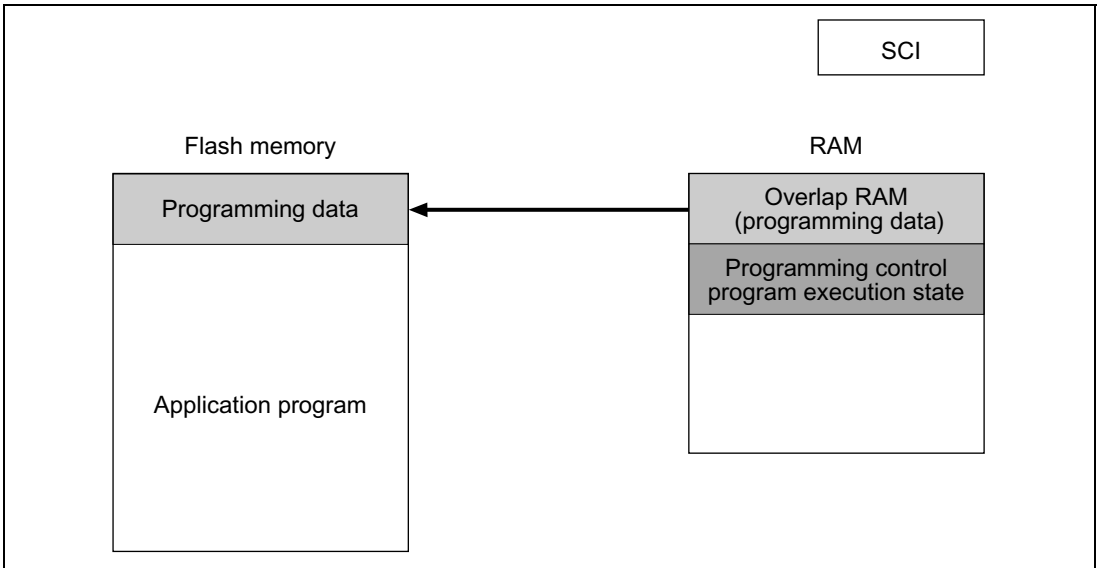 SCI
Flash memory
RAM
Programming data
Overlap RAM
(programming data)
Programming control
program execution state
Application program